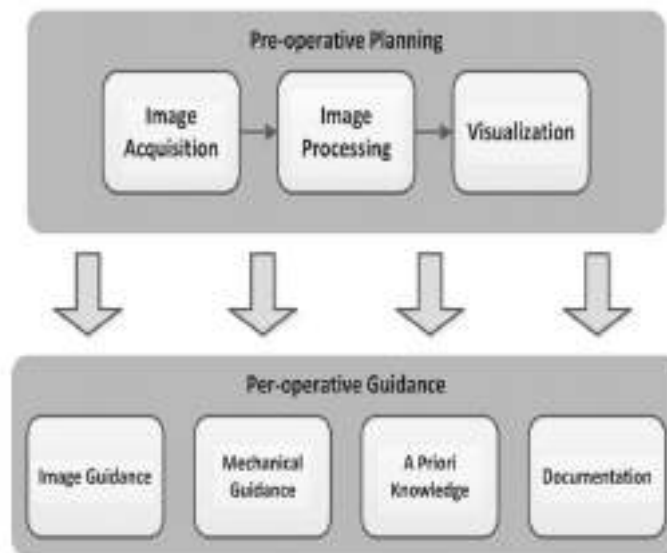 Pre-operative Planning
Image
Acquisition
Image
Processing
Visualization
Per-operative Guidance
Image Guidance
Mechanical
Guidance
A Priori
Knowledge
Documentation